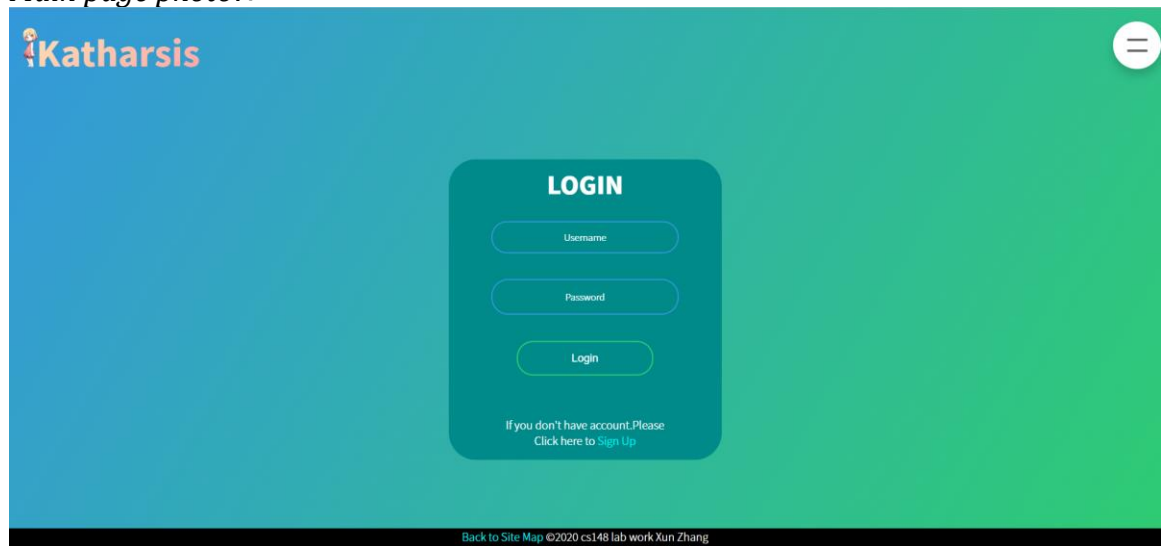 Katharsis
LOGIN
Username
Password
Login
If you don't have account.Please
Click here to Sign Up
Back to Site Map ©2020 cs148 lab work Xun Zhang